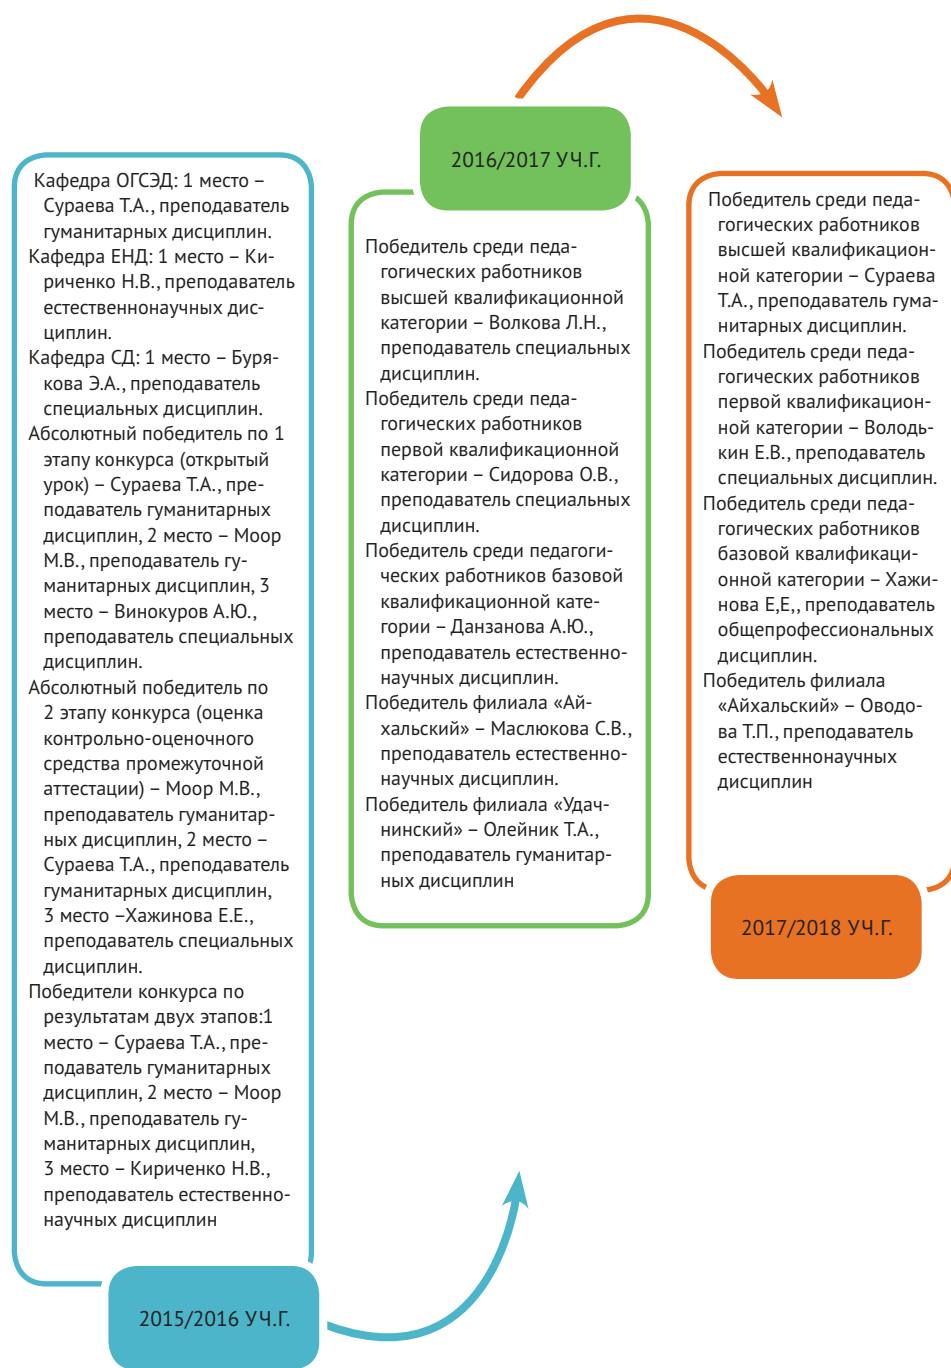 Кафедра ОГСЭД: 1 место –
Сураева Т.А., преподаватель
гуманитарных дисциплин.
Кафедра ЕНД: 1 место – Ки-
риченко Н.В., преподаватель
естественнонаучных дис-
циплин.
Кафедра СД: 1 место – Буря-
кова Э.А., преподаватель
специальных дисциплин.
Абсолютный победитель по 1
этапу конкурса (открытый
урок) – Сураева Т.А., пре-
подаватель гуманитарных
дисциплин, 2 место – Моор
М.В., преподаватель гу-
манитарных дисциплин, 3
место – Винокуров А.Ю.,
преподаватель специальных
дисциплин.
Абсолютный победитель по
2 этапу конкурса (оценка
контрольно-оценочного
средства промежуточной
аттестации) – Моор М.В.,
преподаватель гуманитар-
ных дисциплин, 2 место –
Сураева Т.А., преподаватель
гуманитарных дисциплин,
3 место –Хажинова Е.Е.,
преподаватель специальных
дисциплин.
Победители конкурса по
результатам двух этапов:1
место – Сураева Т.А., пре-
подаватель гуманитарных
дисциплин, 2 место – Моор
М.В., преподаватель гу-
манитарных дисциплин,
3 место – Кириченко Н.В.,
преподаватель естественно-
научных дисциплин
2015/2016 УЧ.Г.
2016/2017 УЧ.Г.
Победитель среди педа-
гогических работников
высшей квалификационной
категории – Волкова Л.Н.,
преподаватель специальных
дисциплин.
Победитель среди педа-
гогических работников
первой квалификационной
категории – Сидорова О.В.,
преподаватель специальных
дисциплин.
Победитель среди педагоги-
ческих работников базовой
квалификационной кате-
гории – Данзанова А.Ю.,
преподаватель естественно-
научных дисциплин.
Победитель филиала «Ай-
хальский» – Маслюкова С.В.,
преподаватель естественно-
научных дисциплин.
Победитель филиала «Удач-
нинский» – Олейник Т.А.,
преподаватель гуманитар-
ных дисциплин
Победитель среди педа-
гогических работников
высшей квалификацион-
ной категории – Сураева
Т.А., преподаватель гума-
нитарных дисциплин.
Победитель среди педа-
гогических работников
первой квалификацион-
ной категории – Володь-
кин Е.В., преподаватель
специальных дисциплин.
Победитель среди педа-
гогических работников
базовой квалификаци-
онной категории – Хажи-
нова Е,Е,, преподаватель
общепрофессиональных
дисциплин.
Победитель филиала
«Айхальский» – Оводо-
ва Т.П., преподаватель
естественнонаучных
дисциплин
2017/2018 УЧ.Г.